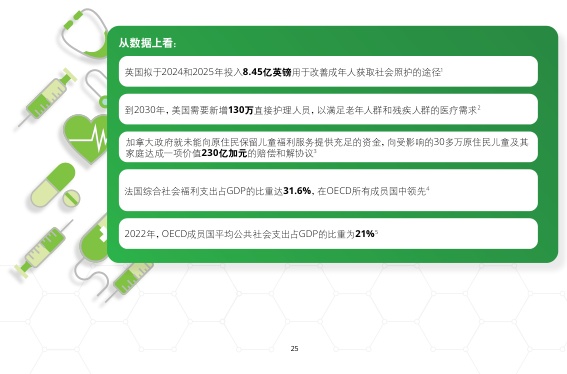 从数据上看：
英国拟于2024和2025年投入8.45亿英镑用于改善成年人获取社会照护的途径¹
到2030年，美国需要新增130万直接护理人员，以满足老年人群和残疾人群的医疗需求²
加拿大政府就未能向原住民保留儿童福利服务提供充足的资金，向受影响的30多万原住民儿童及其
家庭达成一项价值230亿加元的赔偿和解协议³
法国综合社会福利支出占GDP的比重达31.6%，在OECD所有成员国中领先⁴
2022年，OECD成员国平均公共社会支出占GDP的比重为21%⁵
25